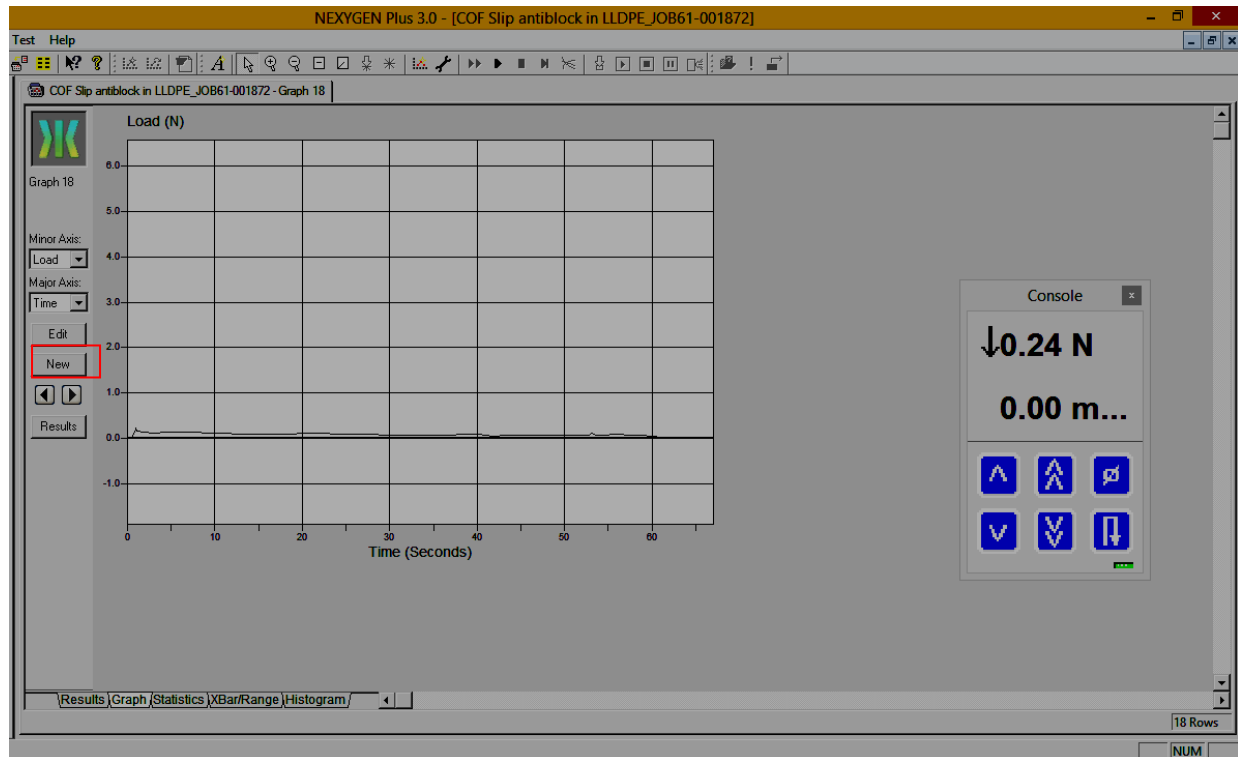 NEXYGEN Plus 3.0 - [COF Slip antiblock in LLDPE_JOB61-001872]
Test Help
COF Slip antiblock in LLDPE_JOB61-001872 - Graph 18
Load (N)
Graph 18
Minor Axis:
Load
Major Axis:
Time
Edit
New
Results
6.0
5.0
4.0
3.0
2.0
1.0
0.0
-1.0
0 10 20 30 40 50 60
Time (Seconds)
Console
↓0.24 N
0.00 m...
Results Graph Statistics XBar/Range Histogram
18 Rows
NUM